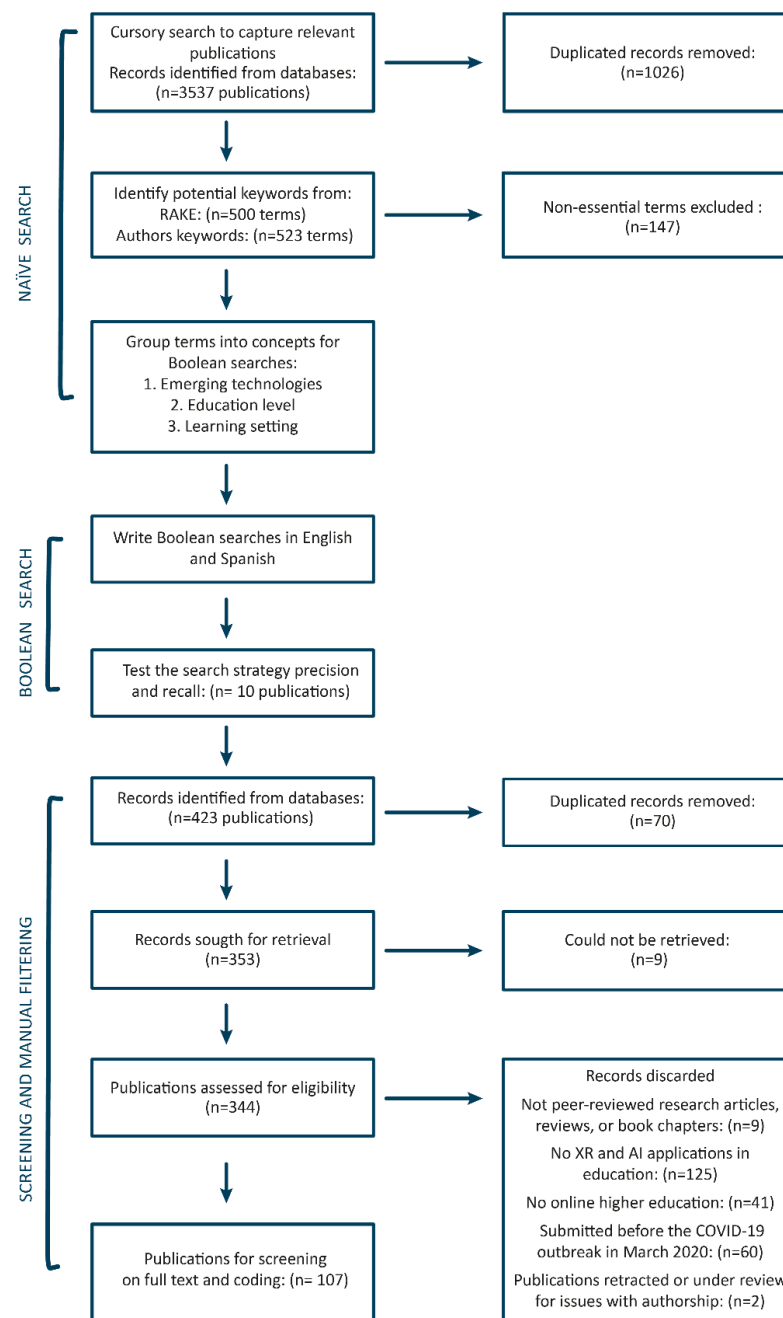 NAÏVE SEARCH
Cursory search to capture relevant
publications
Records identified from databases:
(n=3537 publications)
Duplicated records removed:
(n=1026)
Identify potential keywords from:
RAKE: (n=500 terms)
Authors keywords: (n=523 terms)
Non-essential terms excluded :
(n=147)
Group terms into concepts for
Boolean searches:
1. Emerging technologies
2. Education level
3. Learning setting
BOOLEAN SEARCH
Write Boolean searches in English
and Spanish
Test the search strategy precision
and recall: (n= 10 publications)
SCREENING AND MANUAL FILTERING
Records identified from databases:
(n=423 publications)
Duplicated records removed:
(n=70)
Records sougth for retrieval
(n=353)
Could not be retrieved:
(n=9)
Publications assessed for eligibility
(n=344)
Records discarded
Not peer-reviewed research articles,
reviews, or book chapters: (n=9)
No XR and AI applications in
education: (n=125)
No online higher education: (n=41)
Submitted before the COVID-19
outbreak in March 2020: (n=60)
Publications retracted or under review
for issues with authorship: (n=2)
Publications for screening
on full text and coding: (n= 107)